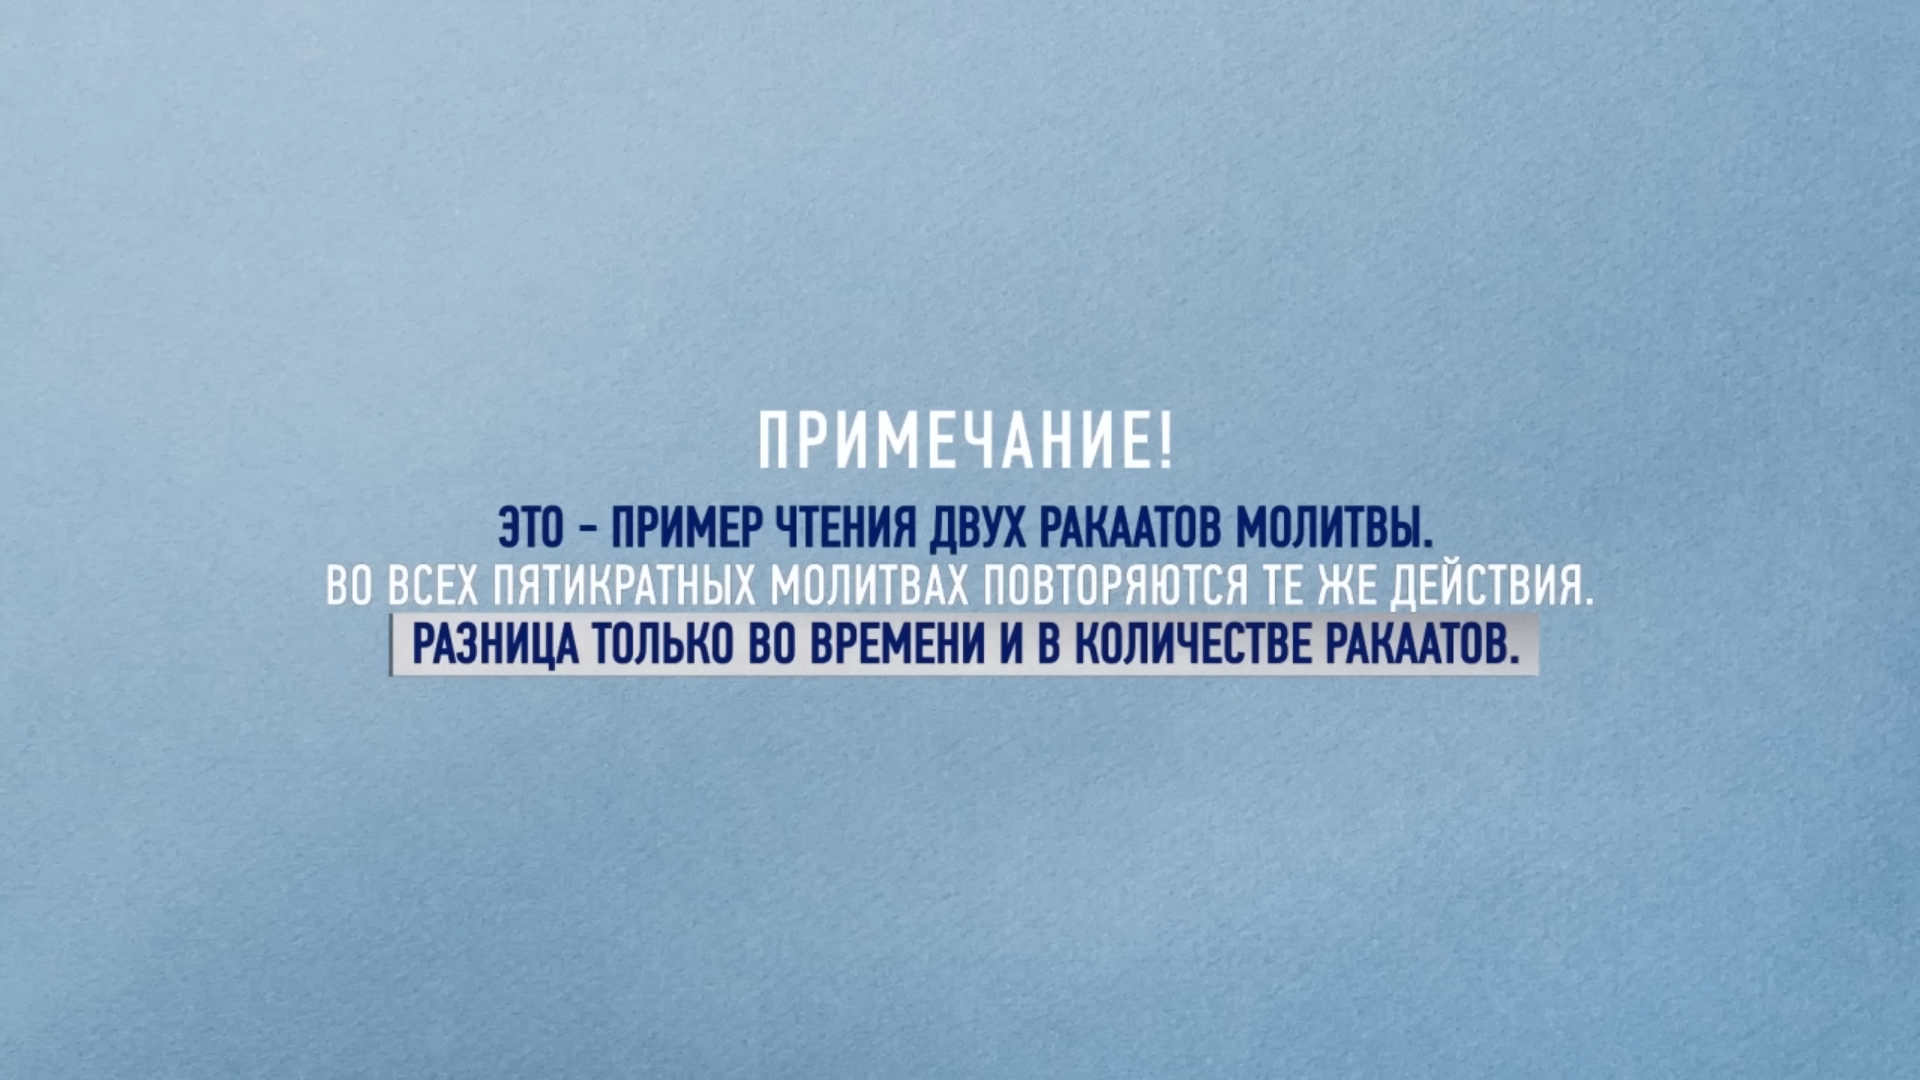 ПРИМЕЧАНИЕ!
ЭТО - ПРИМЕР ЧТЕНИЯ ДВУХ РАКААТОВ МОЛИТВЫ.
ВО ВСЕХ ПЯТИКРАТНЫХ МОЛИТВАХ ПОВТОРЯЮТСЯ ТЕ ЖЕ ДЕЙСТВИЯ.
РАЗНИЦА ТОЛЬКО ВО ВРЕМЕНИ И В КОЛИЧЕСТВЕ РАКААТОВ.